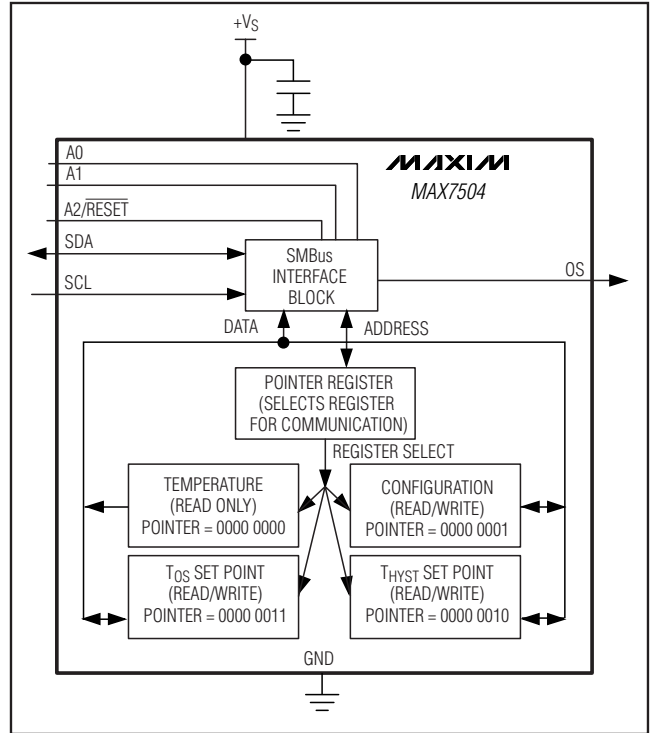 +VS
A0
A1
A2/RESET
SDA
SCL
MAXIM
MAX7504
SMBus
INTERFACE
BLOCK
OS
DATA
ADDRESS
POINTER REGISTER
(SELECTS REGISTER
FOR COMMUNICATION)
REGISTER SELECT
TEMPERATURE
(READ ONLY)
POINTER = 0000 0000
CONFIGURATION
(READ/WRITE)
POINTER = 0000 0001
TOS SET POINT
(READ/WRITE)
POINTER = 0000 0011
THYST SET POINT
(READ/WRITE)
POINTER = 0000 0010
GND